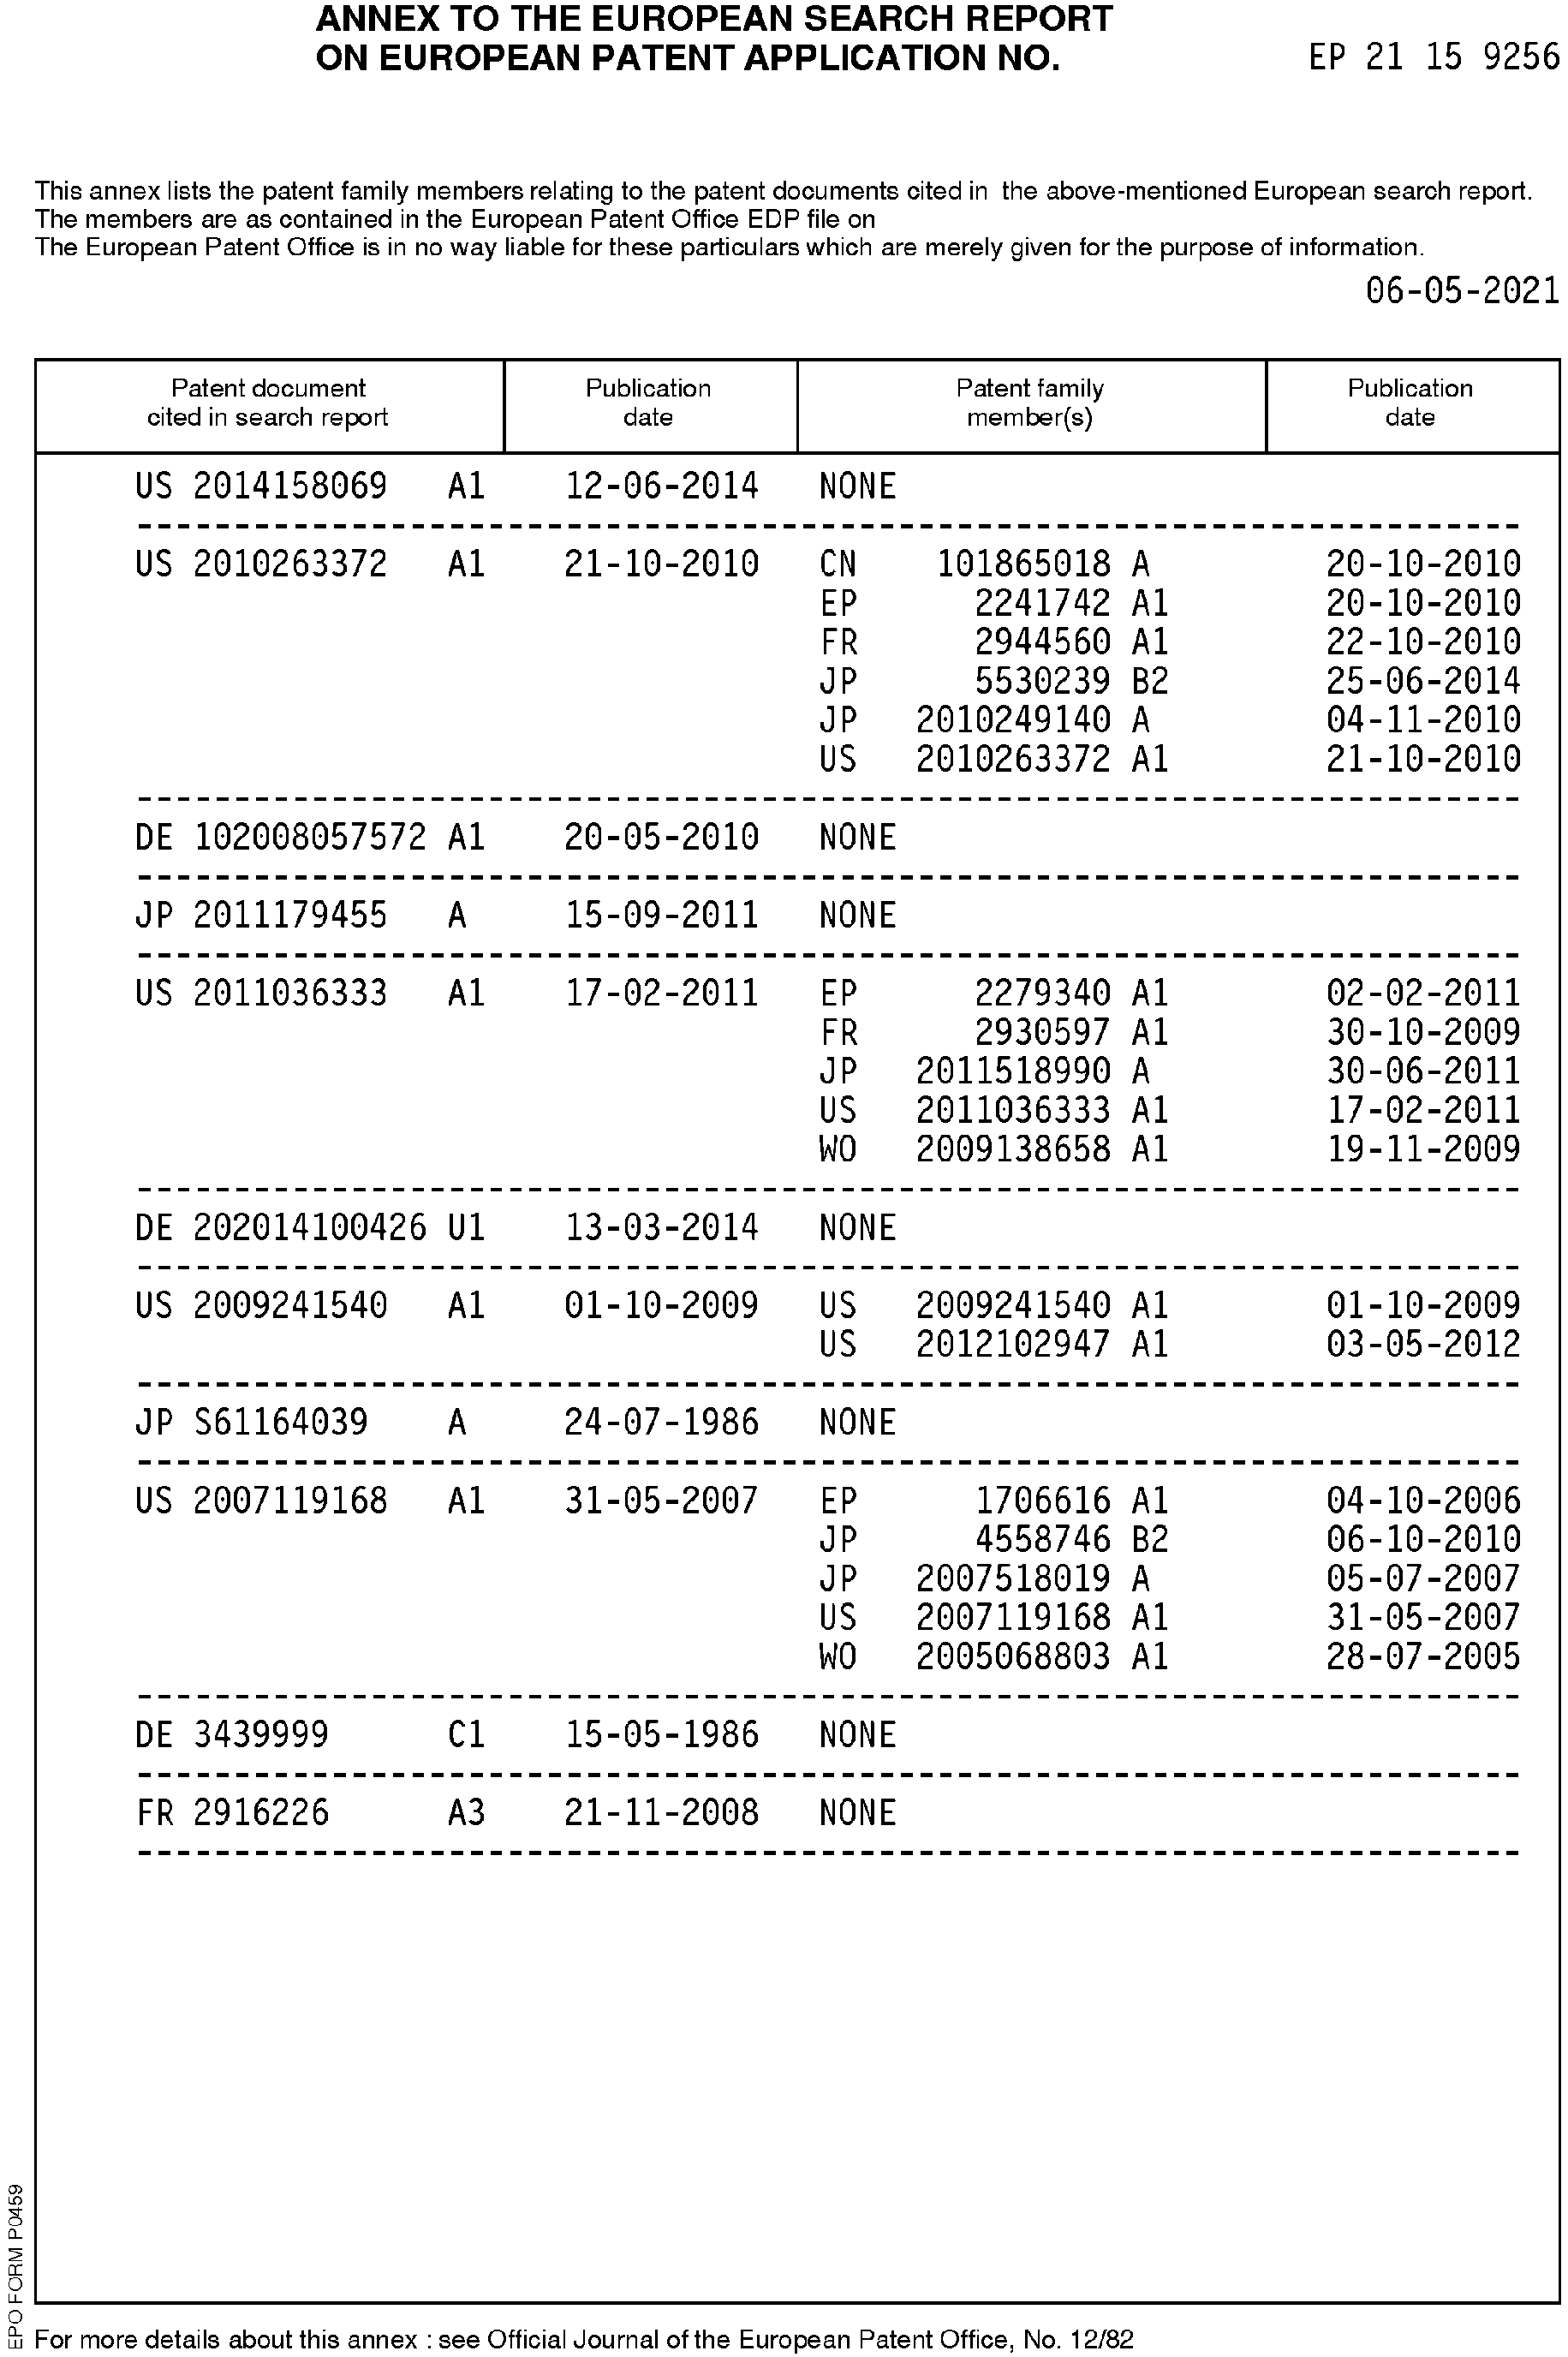 ANNEX TO THE EUROPEAN SEARCH REPORT
ON EUROPEAN PATENT APPLICATION NO. EP 21 15 9256
This annex lists the patent family members relating to the patent documents cited in the above-mentioned European search report.
The members are as contained in the European Patent Office EDP file on
The European Patent Office is in no way liable for these particulars which are merely given for the purpose of information.
06-05-2021
Patent document cited in search report | Publication date | Patent family member(s) | Publication date
US 2014158069 A1 12-06-2014 NONE
US 2010263372 A1 21-10-2010 CN 101865018 A 20-10-2010
EP 2241742 A1 20-10-2010
FR 2944560 A1 22-10-2010
JP 5530239 B2 25-06-2014
JP 2010249140 A 04-11-2010
US 2010263372 A1 21-10-2010
DE 102008057572 A1 20-05-2010 NONE
JP 2011179455 A 15-09-2011 NONE
US 2011036333 A1 17-02-2011 EP 2279340 A1 02-02-2011
FR 2930597 A1 30-10-2009
JP 2011518990 A 30-06-2011
US 2011036333 A1 17-02-2011
WO 2009138658 A1 19-11-2009
DE 202014100426 U1 13-03-2014 NONE
US 2009241540 A1 01-10-2009 US 2009241540 A1 01-10-2009
US 2012102947 A1 03-05-2012
JP S61164039 A 24-07-1986 NONE
US 2007119168 A1 31-05-2007 EP 1706616 A1 04-10-2006
JP 4558746 B2 06-10-2010
JP 2007518019 A 05-07-2007
US 2007119168 A1 31-05-2007
WO 2005068803 A1 28-07-2005
DE 3439999 C1 15-05-1986 NONE
FR 2916226 A3 21-11-2008 NONE
EPO FORM P0459
For more details about this annex : see Official Journal of the European Patent Office, No. 12/82